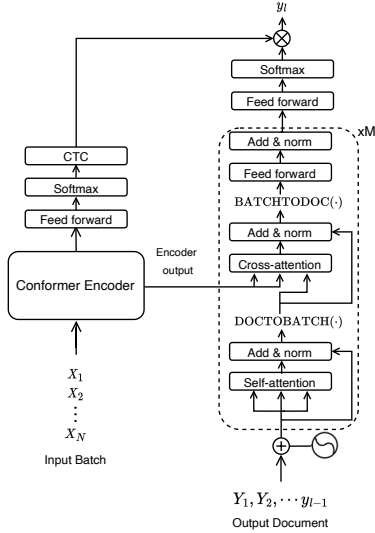 y_l
Softmax
Feed forward
xM
Add & norm
Feed forward
BATCHTODOC(·)
Add & norm
Cross-attention
DOCTOBATCH(·)
Add & norm
Self-attention
Y_1, Y_2, ⋯ y_{l−1}
Output Document
CTC
Softmax
Feed forward
Encoder
output
Conformer Encoder
X_1
X_2
⋮
X_N
Input Batch